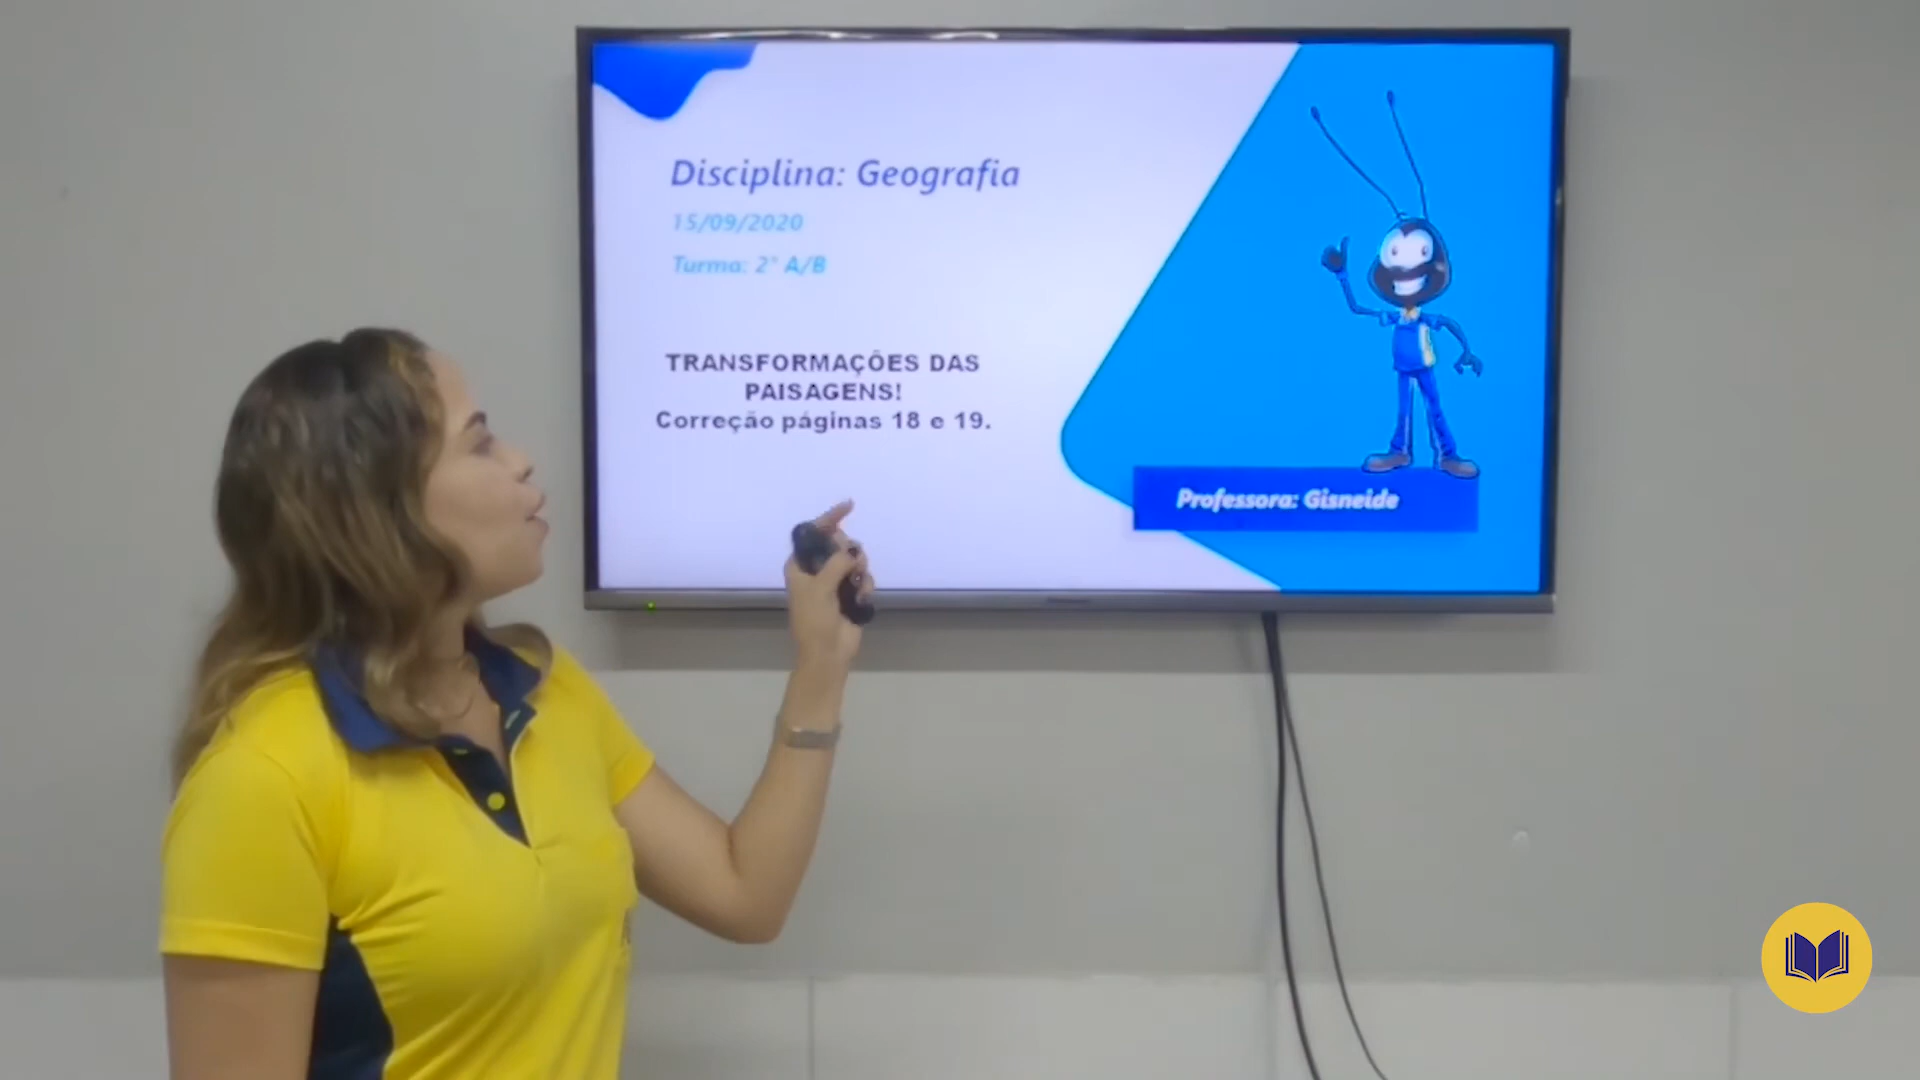 Disciplina: Geografia
15/09/2020
Turma: 2° A/B
TRANSFORMAÇÕES DAS
PAISAGENS!
Correção páginas 18 e 19.
Professora: Gisneide